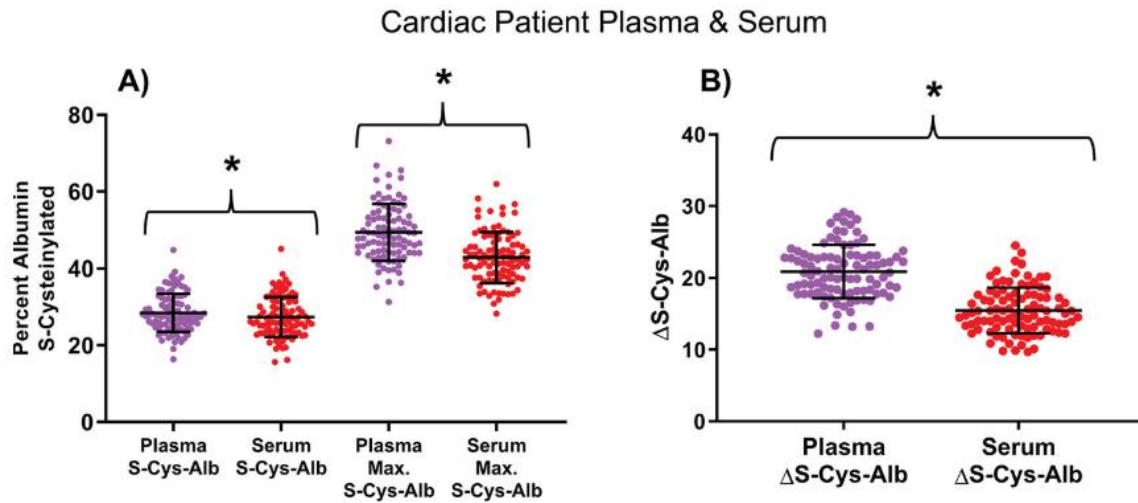 Cardiac Patient Plasma & Serum
A)
*
*
Percent Albumin
S-Cysteinylated
80
60
40
20
0
Plasma
S-Cys-Alb
Serum
S-Cys-Alb
Plasma
Max.
S-Cys-Alb
Serum
Max.
S-Cys-Alb
B)
*
ΔS-Cys-Alb
40
30
20
10
0
Plasma
ΔS-Cys-Alb
Serum
ΔS-Cys-Alb